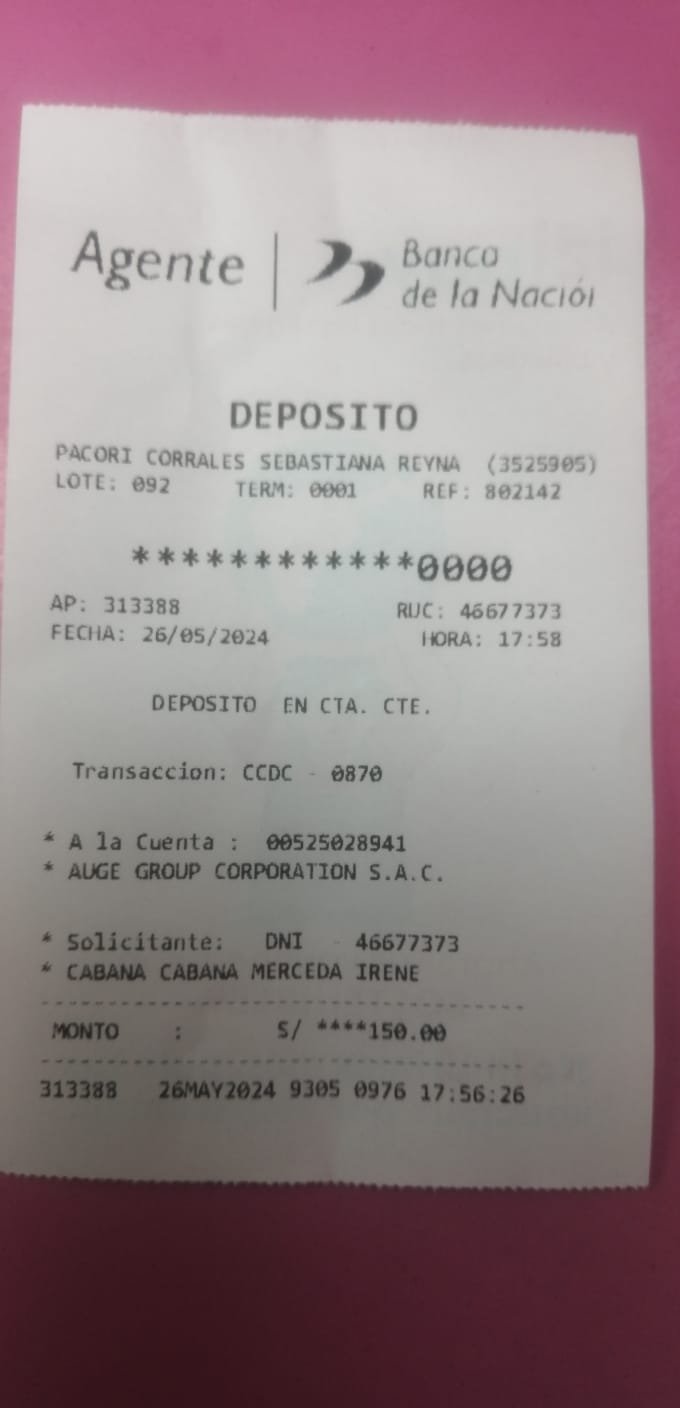 Agente
Banco
de la Nación
DEPOSITO
PACORI CORRALES SEBASTIANA REYNA (3525905)
LOTE: 092 TERM: 0001 REF: 802142
************0000
AP: 313388 RUC: 46677373
FECHA: 26/05/2024 HORA: 17:58
DEPOSITO EN CTA. CTE.
Transaccion: CCDC - 0870
* A la Cuenta : 00525028941
* AUGE GROUP CORPORATION S.A.C.
* Solicitante: DNI - 46677373
* CABANA CABANA MERCEDA IRENE
MONTO : S/ ****150.00
313388 26MAY2024 9305 0976 17:56:26